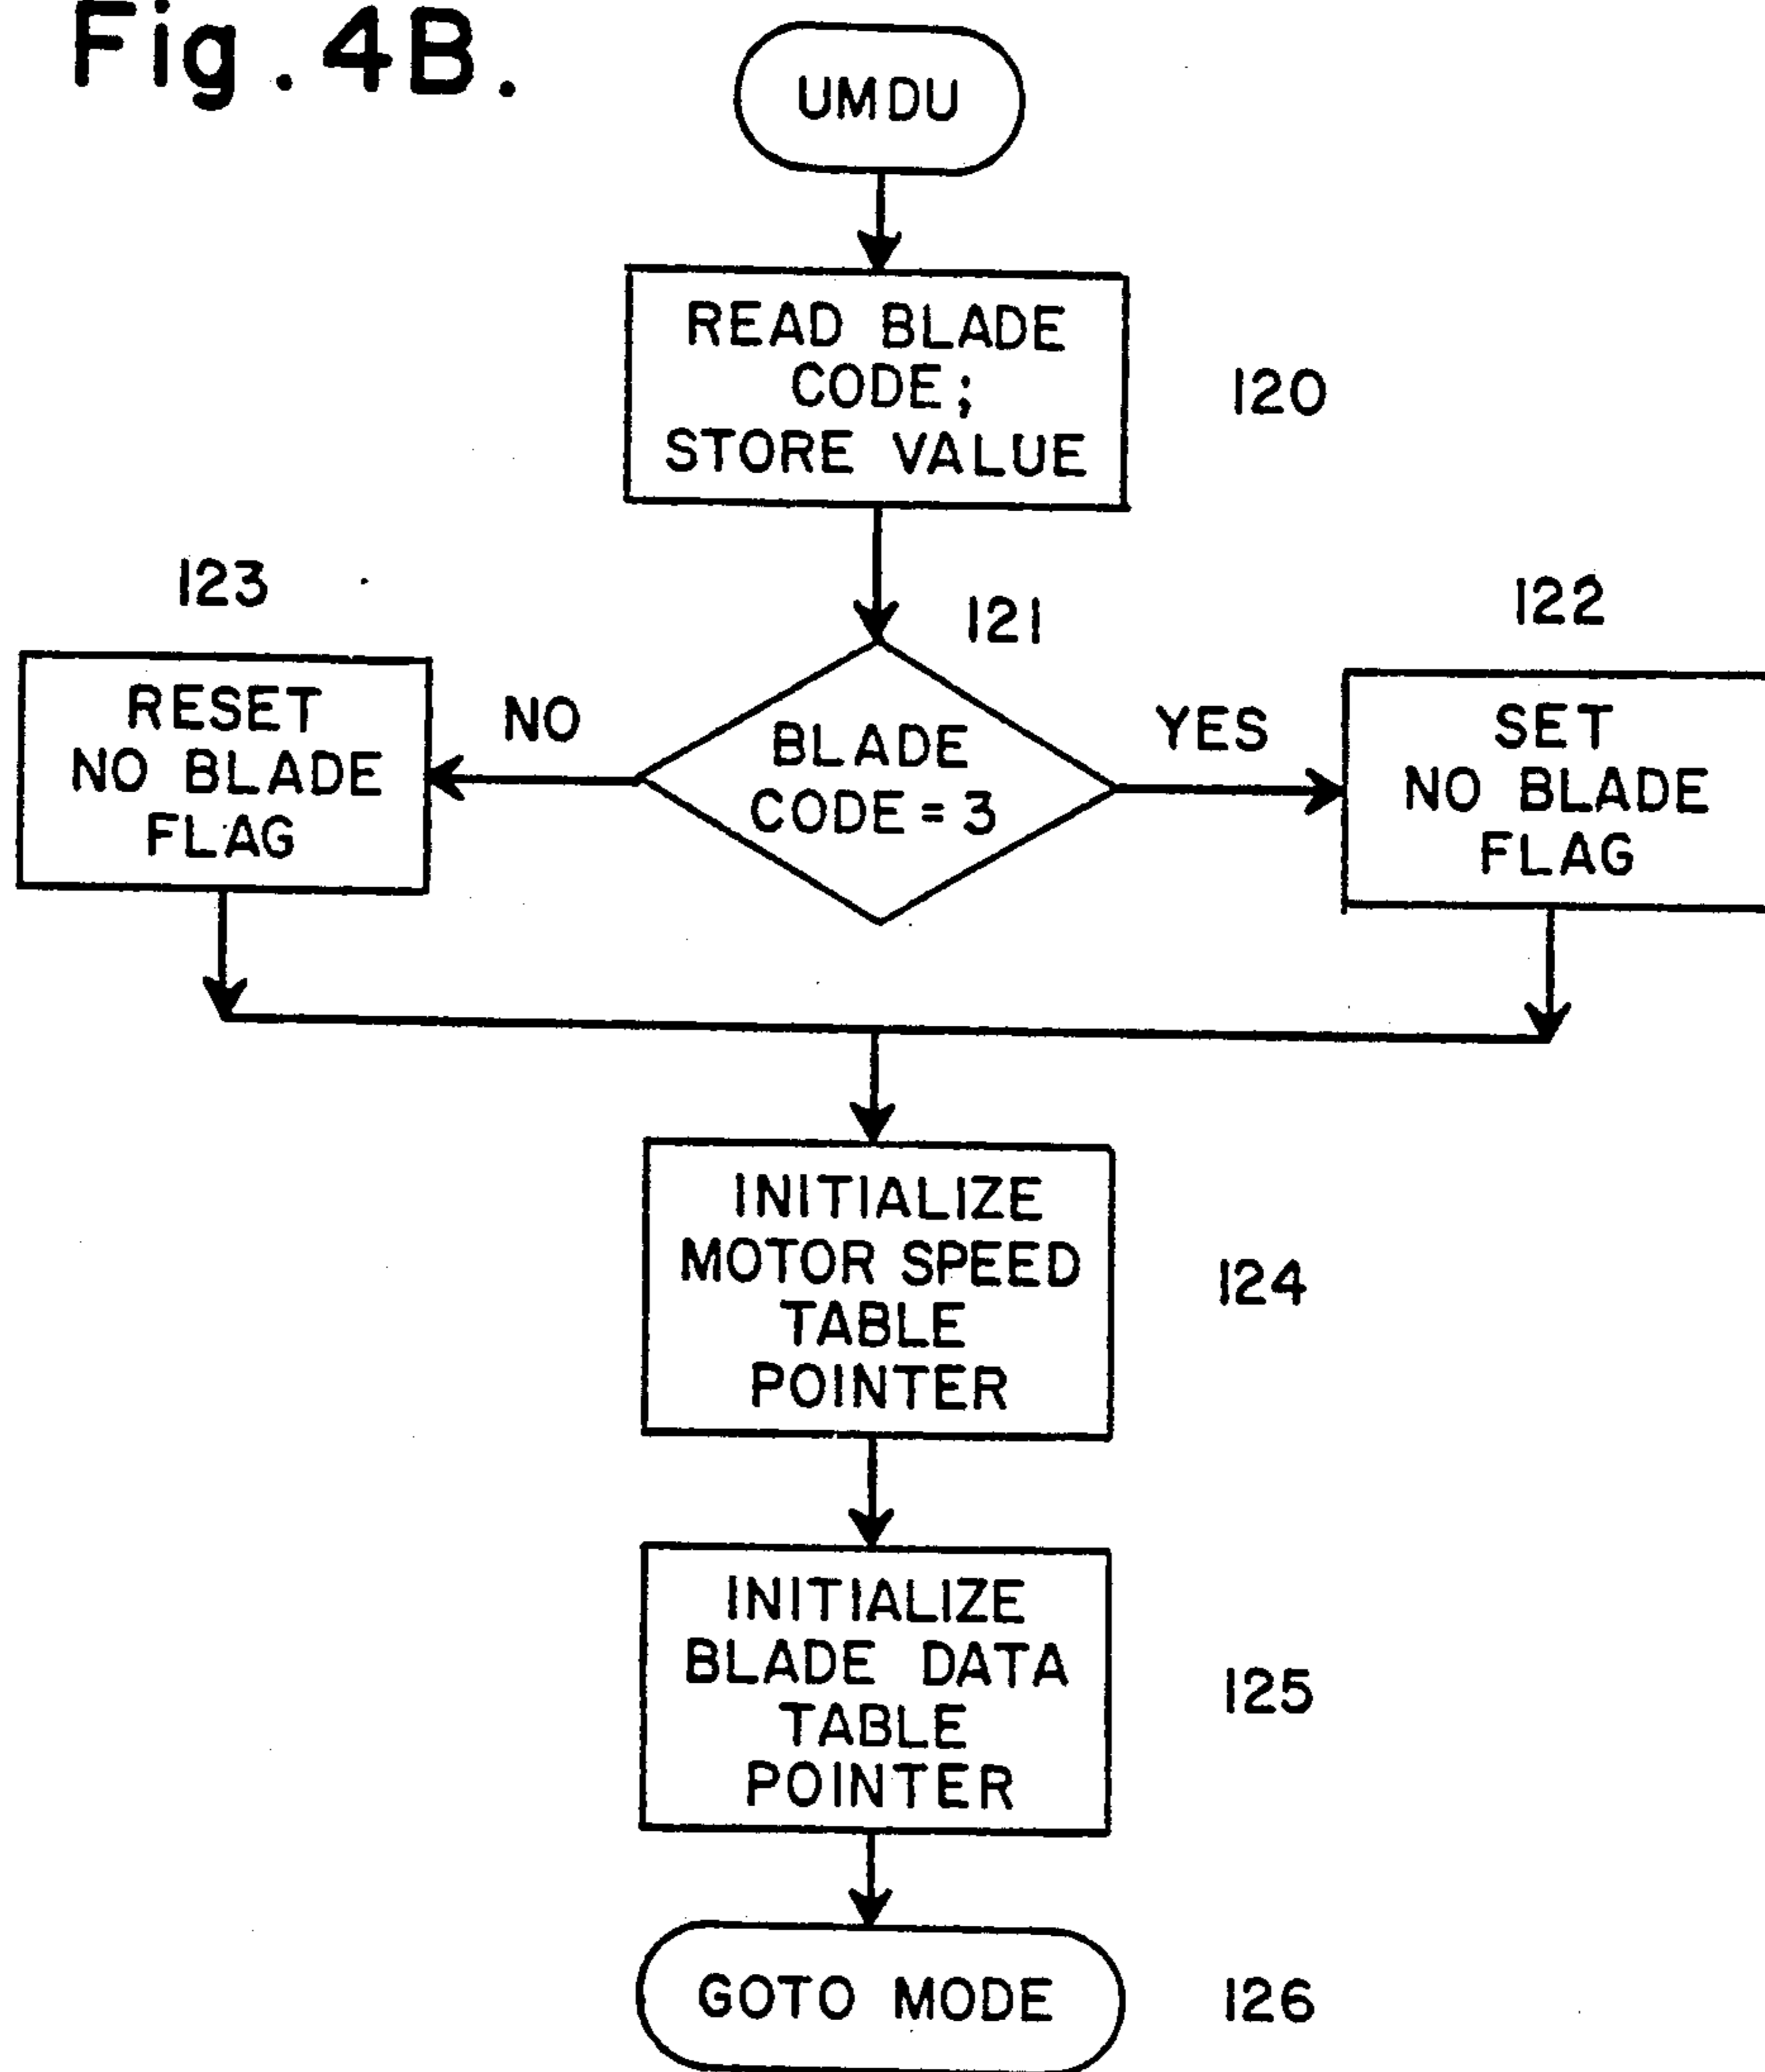 Fig. 4B.
UMDU
READ BLADE
CODE;
STORE VALUE
120
121
BLADE
CODE = 3
NO
YES
123
RESET
NO BLADE
FLAG
122
SET
NO BLADE
FLAG
INITIALIZE
MOTOR SPEED
TABLE
POINTER
124
INITIALIZE
BLADE DATA
TABLE
POINTER
125
GOTO MODE
126